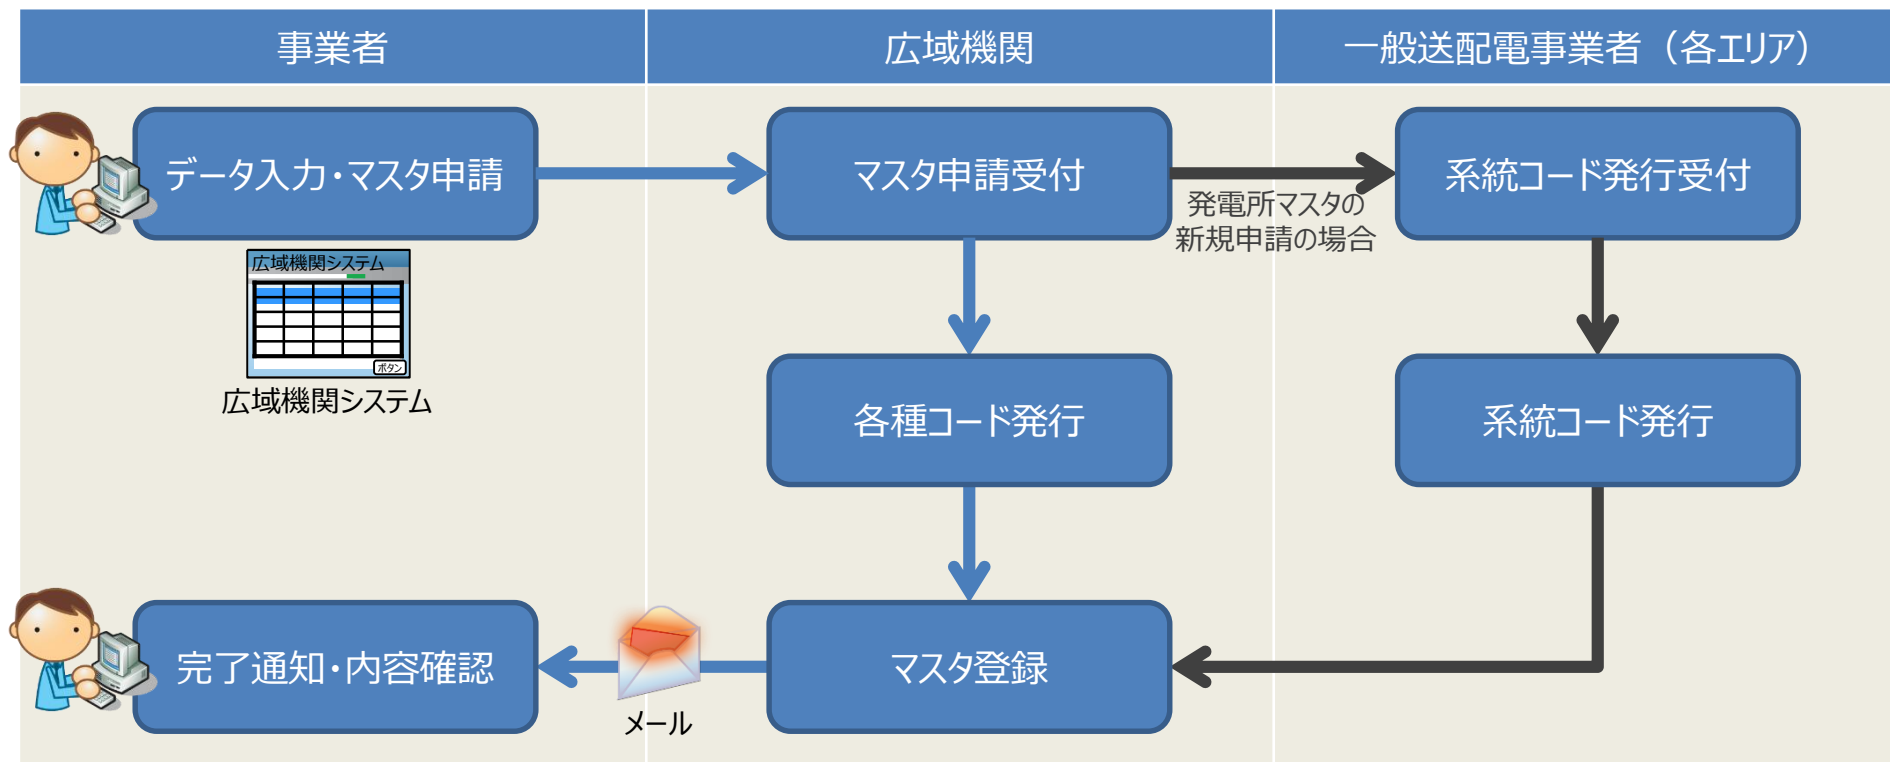 事業者
広域機関
一般送配電事業者（各エリア）
データ入力・マスタ申請
マスタ申請受付
系統コード発行受付
発電所マスタの
新規申請の場合
広域機関システム
ボタン
広域機関システム
各種コード発行
系統コード発行
完了通知・内容確認
メール
マスタ登録